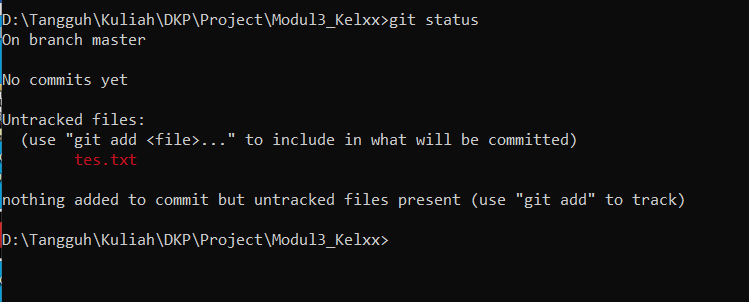 D:\Tangguh\Kuliah\DKP\Project\Modul3_Kelxx>git status
On branch master
No commits yet
Untracked files:
(use "git add <file>..." to include in what will be committed)
tes.txt
nothing added to commit but untracked files present (use "git add" to track)
D:\Tangguh\Kuliah\DKP\Project\Modul3_Kelxx>